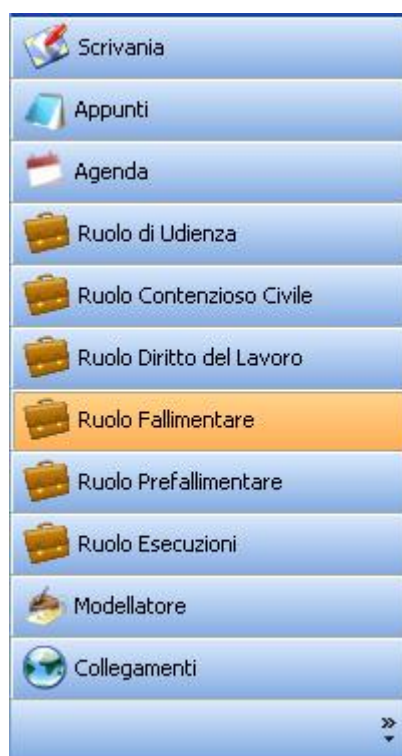 Scrivania
Appunti
Agenda
Ruolo di Udienza
Ruolo Contenzioso Civile
Ruolo Diritto del Lavoro
Ruolo Fallimentare
Ruolo Prefallimentare
Ruolo Esecuzioni
Modellatore
Collegamenti